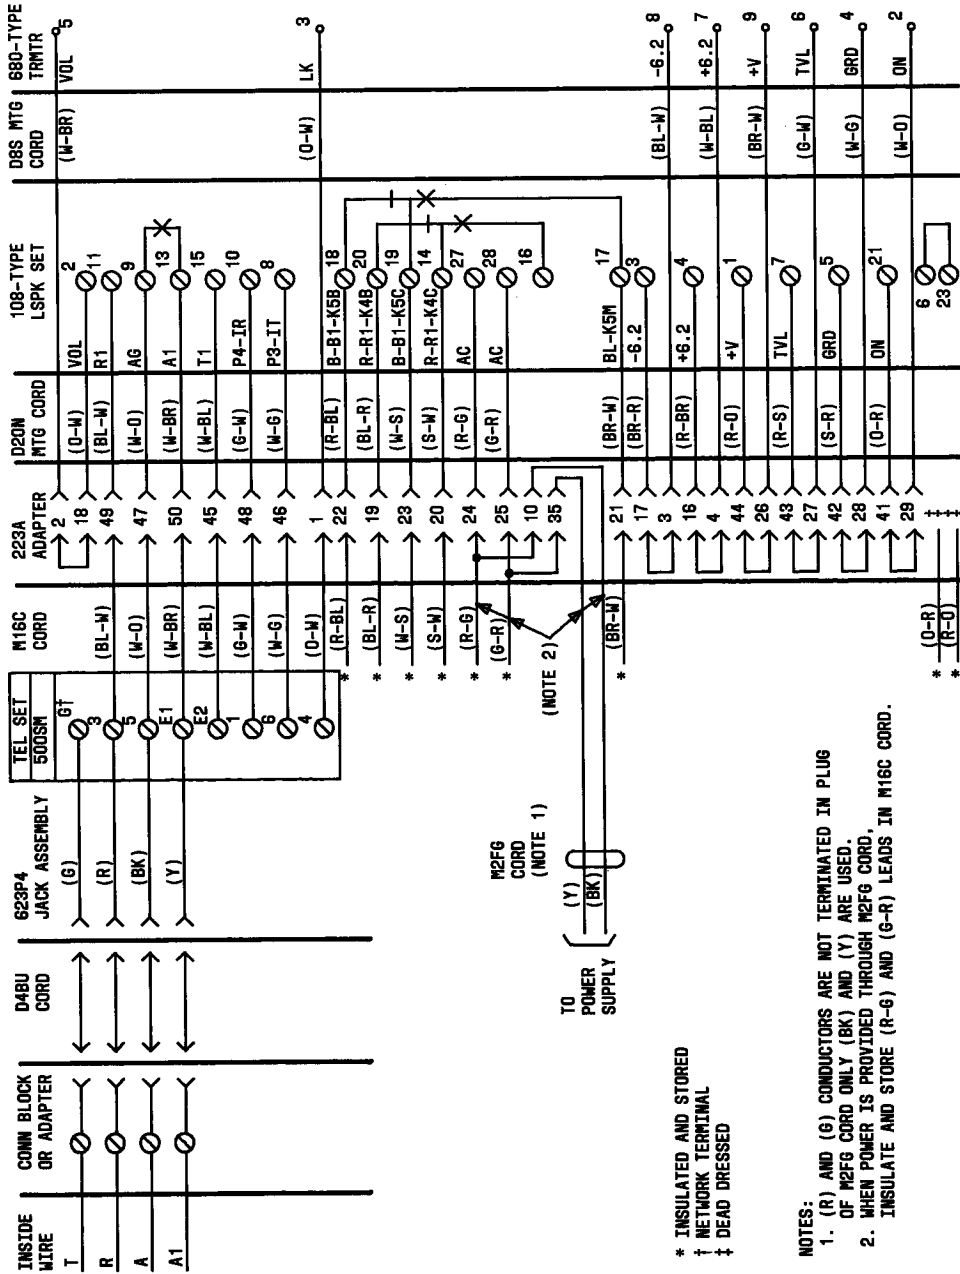 INSIDE
WIRE
CONN BLOCK
OR ADAPTER
D4BU
CORD
623P4
JACK ASSEMBLY
TEL SET
500SM
M16C
CORD
223A
ADAPTER
D20N
MTG CORD
108-TYPE
LSPK SET
D8S MTG
CORD
680-TYPE
TRMTR
T
R
A
A1
(G)
(R)
(BK)
(Y)
G†
3
5
E1
E2
1
6
4
(BL-W)
(W-O)
(W-BR)
(W-BL)
(G-W)
(W-G)
(O-W)
(R-BL)
*
(BL-R)
*
(W-S)
*
(S-W)
*
(R-G)
*
(G-R)
*
(BR-W)
*
(O-R)
*
(R-O)
*
2
18
49
47
50
45
48
46
1
22
19
23
20
24
25
10
35
21
17
3
16
4
44
26
43
27
42
28
41
29
‡
‡
(O-W)
(BL-W)
(W-O)
(W-BR)
(W-BL)
(G-W)
(W-G)
(R-BL)
(BL-R)
(W-S)
(S-W)
(R-G)
(G-R)
(BR-W)
(BR-R)
(R-BR)
(R-O)
(R-S)
(S-R)
(O-R)
VOL 2
R1 11
AG 9
A1 13
T1 15
P4-IR 10
P3-IT 8
B-B1-K5B 18
R-R1-K4B 20
B-B1-K5C 19
R-R1-K4C 14
AC 27
AC 28
16
BL-K5M 17
-6.2 3
+6.2 4
+V 1
TVL 7
GRD 5
ON 21
6
23
(W-BR) VOL 5
(O-W) LK 3
(BL-W) -6.2 8
(W-BL) +6.2 7
(BR-W) +V 9
(G-W) TVL 6
(W-G) GRD 4
(W-O) ON 2
(NOTE 2)
M2FG
CORD
(NOTE 1)
(Y)
(BK)
TO
POWER
SUPPLY
* INSULATED AND STORED
† NETWORK TERMINAL
‡ DEAD DRESSED
NOTES:
1. (R) AND (G) CONDUCTORS ARE NOT TERMINATED IN PLUG
OF M2FG CORD ONLY (BK) AND (Y) ARE USED.
2. WHEN POWER IS PROVIDED THROUGH M2FG CORD,
INSULATE AND STORE (R-G) AND (G-R) LEADS IN M16C CORD.